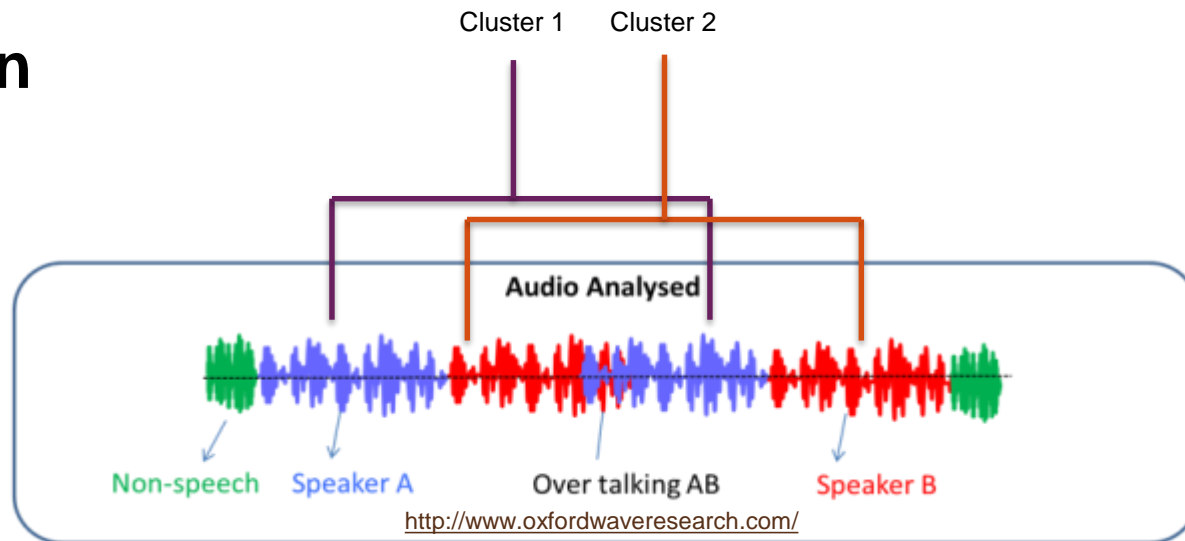 Cluster 1 Cluster 2
n
Audio Analysed
Non-speech Speaker A Over talking AB Speaker B
http://www.oxfordwaveresearch.com/